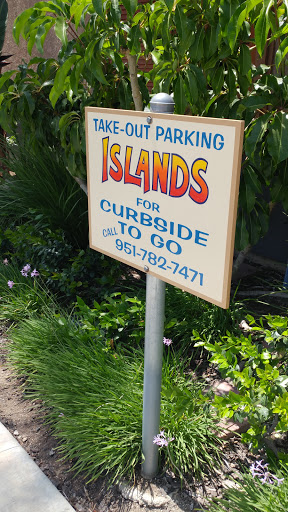 TAKE-OUT PARKING
ISLANDS
FOR
CURBSIDE
CALL TO GO
951-782-7471